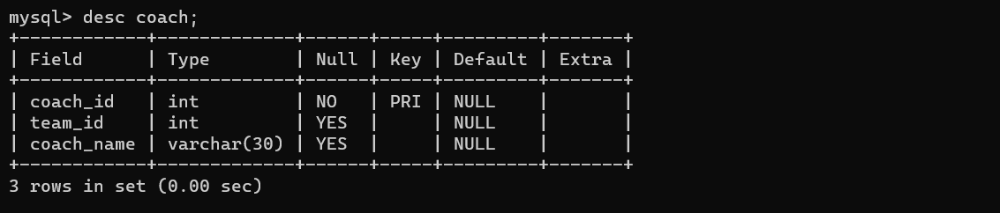 mysql> desc coach;
+------------+-------------+------+-----+---------+-------+
| Field      | Type        | Null | Key | Default | Extra |
+------------+-------------+------+-----+---------+-------+
| coach_id   | int         | NO   | PRI | NULL    |       |
| team_id    | int         | YES  |     | NULL    |       |
| coach_name | varchar(30) | YES  |     | NULL    |       |
+------------+-------------+------+-----+---------+-------+
3 rows in set (0.00 sec)